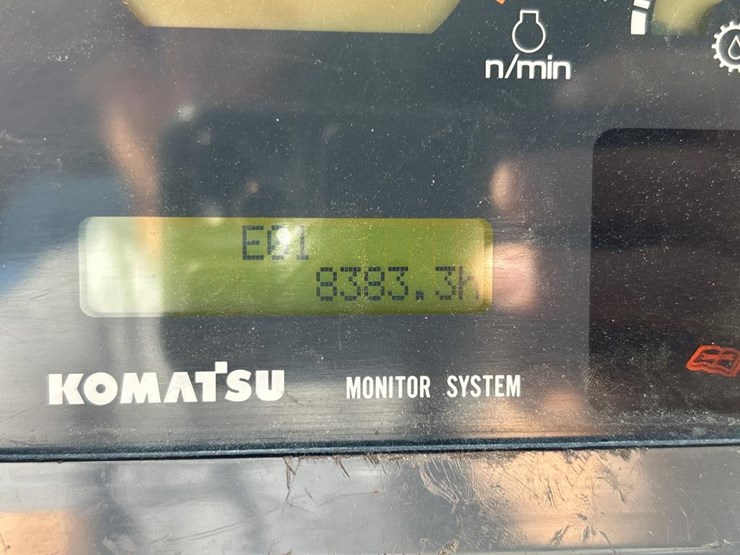 n/min
E01
8383.3h
KOMATSU MONITOR SYSTEM